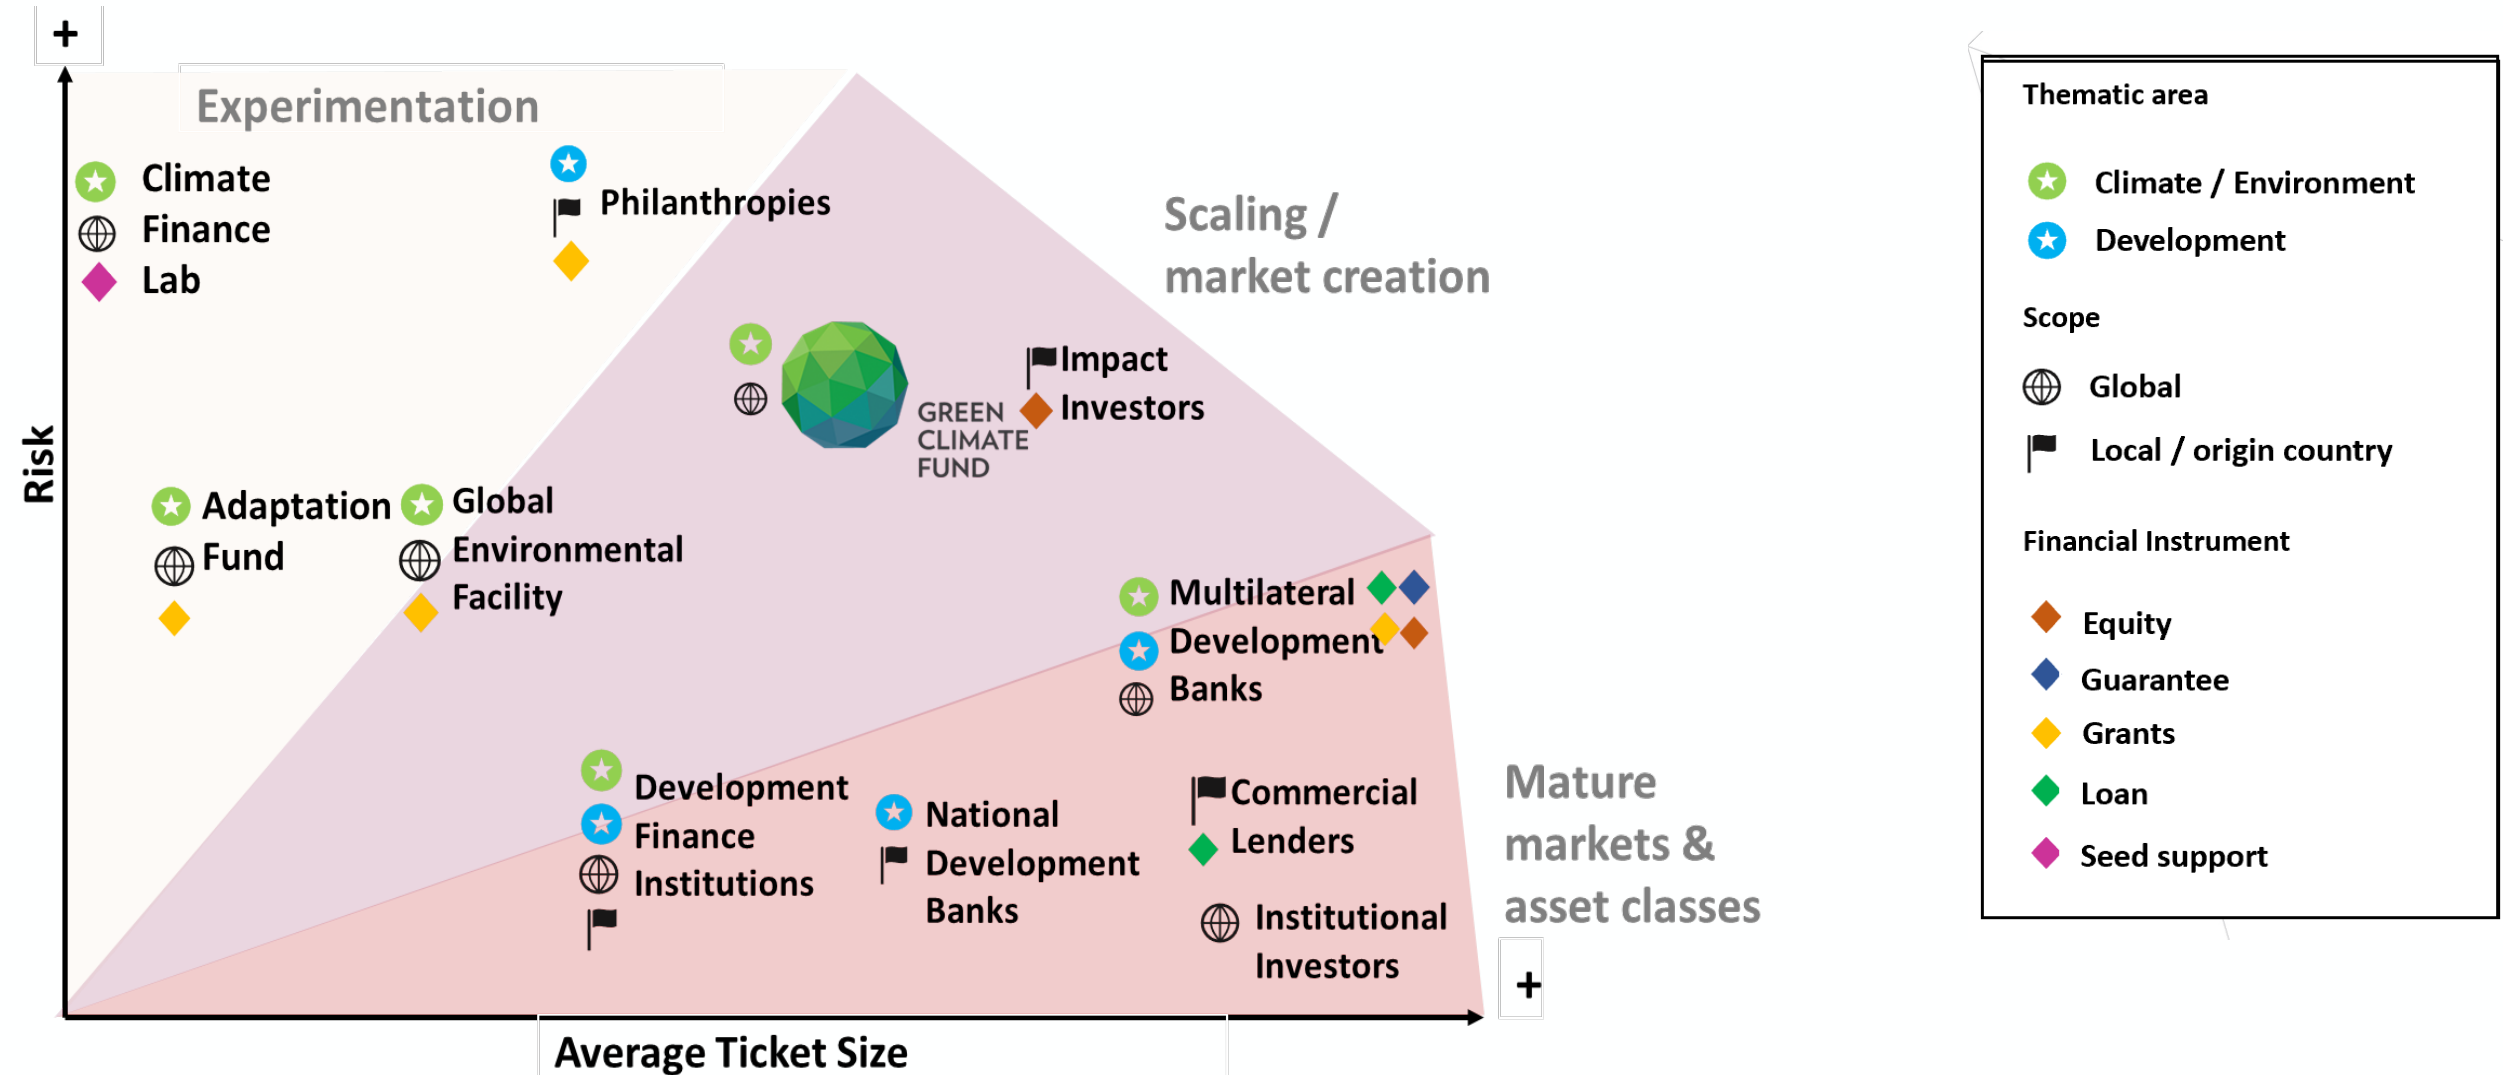 +
Experimentation
Climate
Finance
Lab
Philanthropies
Scaling /
market creation
GREEN
CLIMATE
FUND
Impact
Investors
Risk
Adaptation
Fund
Global
Environmental
Facility
Multilateral
Development
Banks
Development
Finance
Institutions
National
Development
Banks
Commercial
Lenders
Institutional
Investors
Mature
markets &
asset classes
+
Average Ticket Size
Thematic area
Climate / Environment
Development
Scope
Global
Local / origin country
Financial Instrument
Equity
Guarantee
Grants
Loan
Seed support